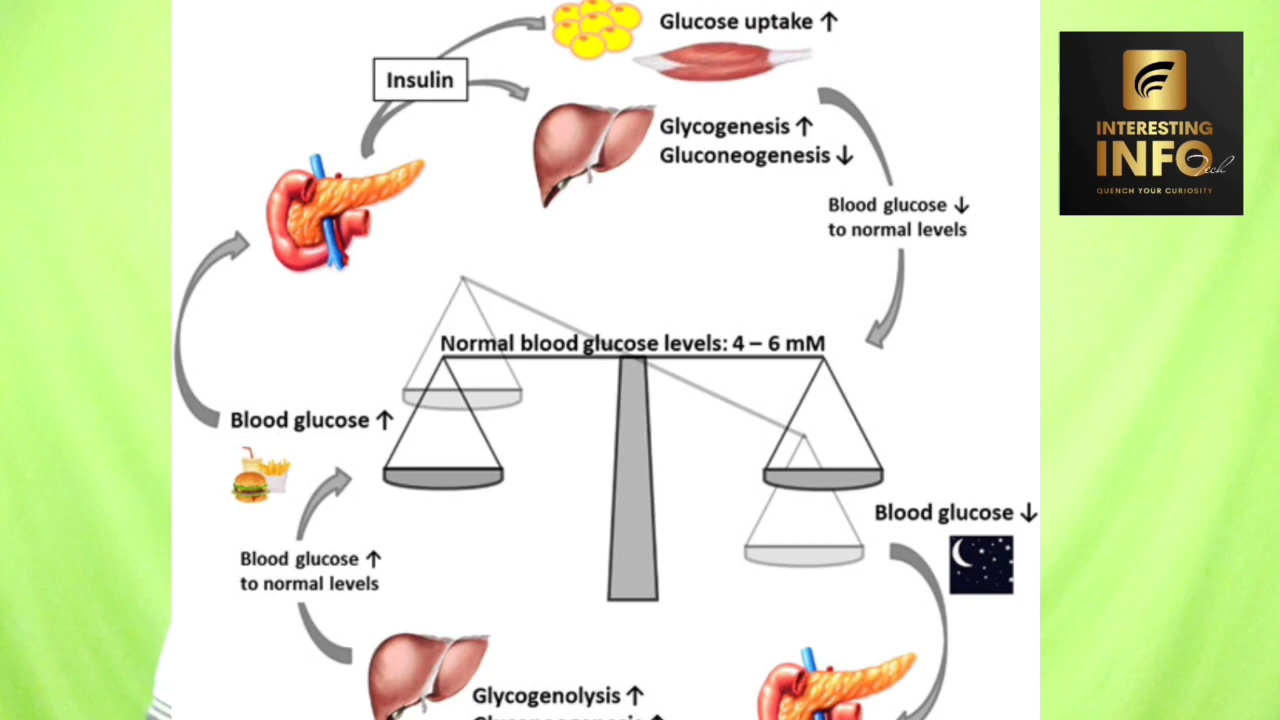 Glucose uptake ↑
Insulin
Glycogenesis ↑
Gluconeogenesis ↓
INTERESTING
INFO
Tech
QUENCH YOUR CURIOSITY
Blood glucose ↓
to normal levels
Normal blood glucose levels: 4 – 6 mM
Blood glucose ↑
Blood glucose ↓
Blood glucose ↑
to normal levels
Glycogenolysis ↑
Gluconeogenesis ↑